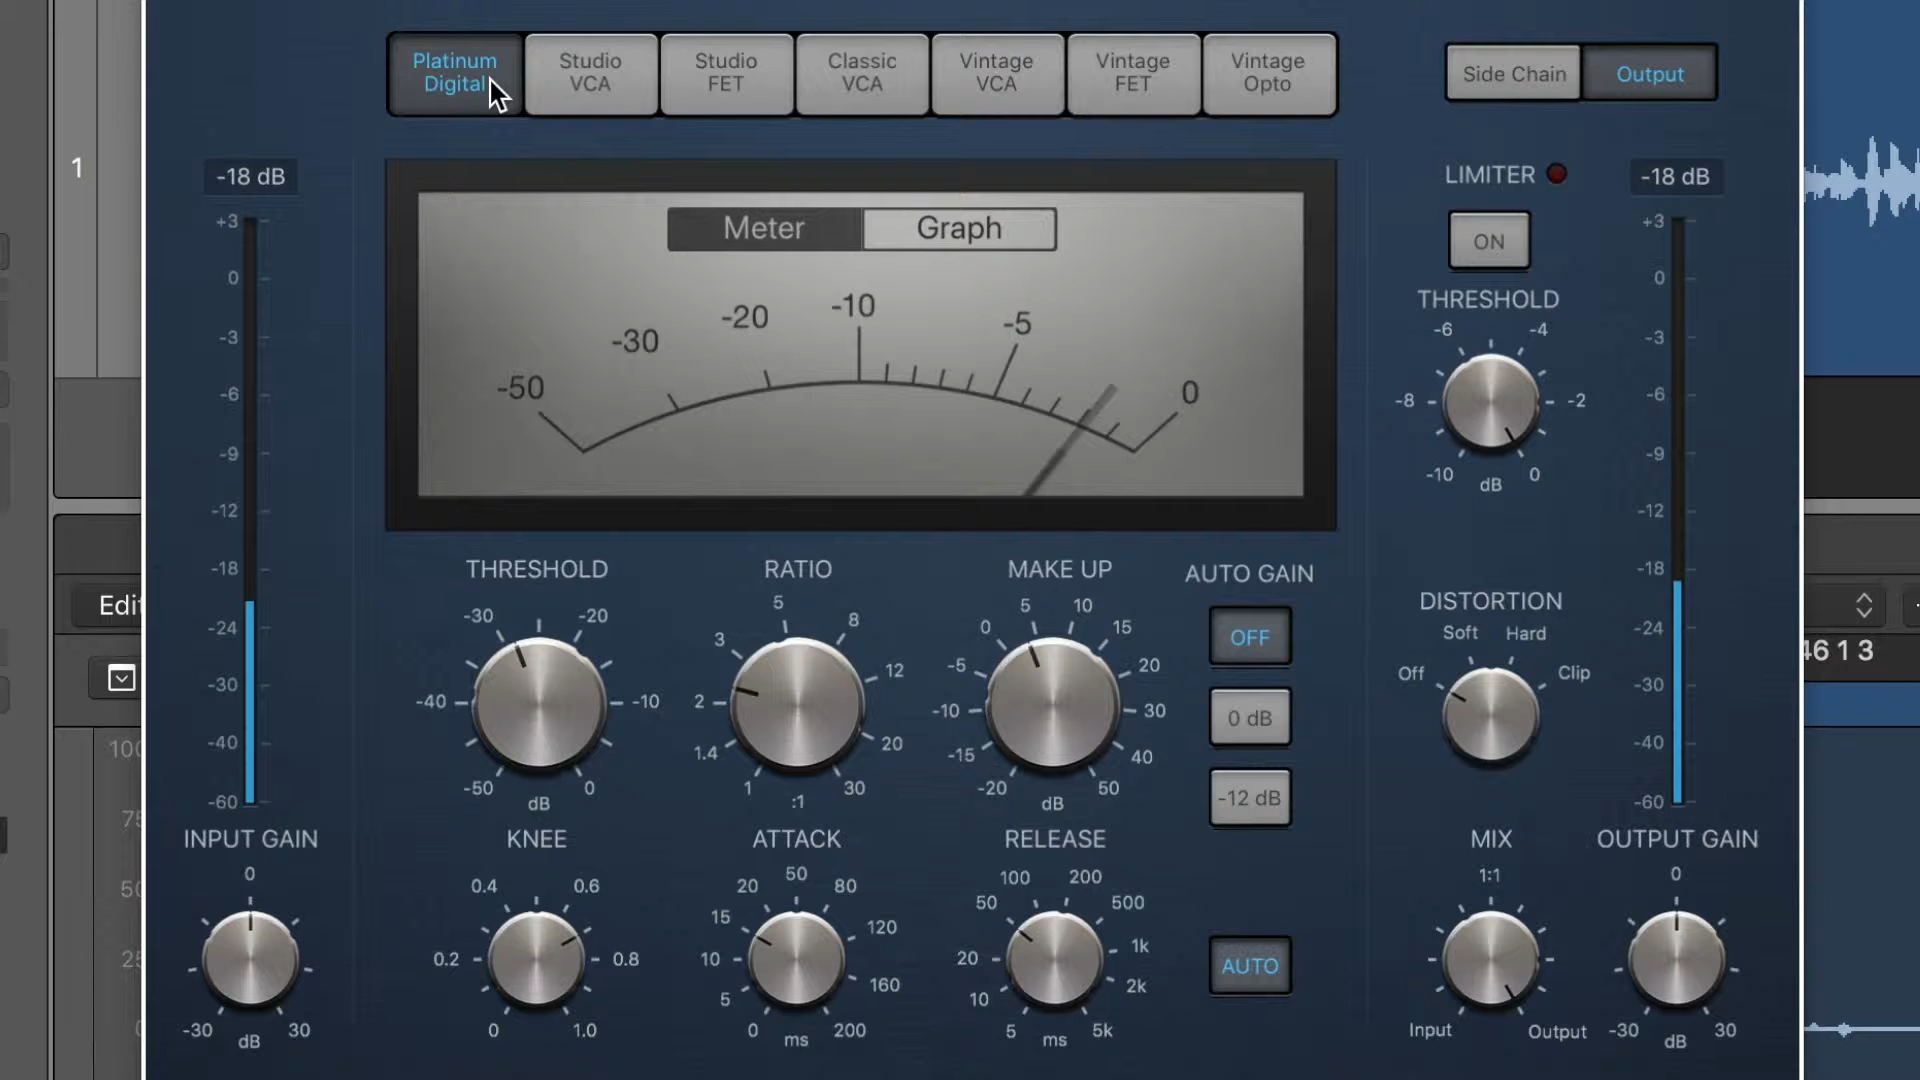 Platinum
Digital
Studio
VCA
Studio
FET
Classic
VCA
Vintage
VCA
Vintage
FET
Vintage
Opto
Side Chain
Output
1
-18 dB
+3
0
-3
-6
-9
-12
-18
-24
-30
-40
-60
INPUT GAIN
0
-30
30
dB
Meter
Graph
-50
-30
-20
-10
-5
0
THRESHOLD
-30
-20
-40
-10
-50
0
dB
RATIO
5
3
8
2
12
1.4
20
1
30
:1
MAKE UP
5
10
0
15
-5
20
-10
30
-15
40
-20
50
dB
AUTO GAIN
OFF
0 dB
-12 dB
KNEE
0.4
0.6
0.2
0.8
0
1.0
ATTACK
50
20
80
15
120
10
160
5
0
200
ms
RELEASE
100
200
50
500
20
1k
10
2k
5
5k
ms
AUTO
LIMITER
ON
THRESHOLD
-6
-4
-8
-2
-10
0
dB
DISTORTION
Soft
Hard
Off
Clip
MIX
1:1
Input
Output
-18 dB
+3
0
-3
-6
-9
-12
-18
-24
-30
-40
-60
OUTPUT GAIN
0
-30
30
dB
46 1 3